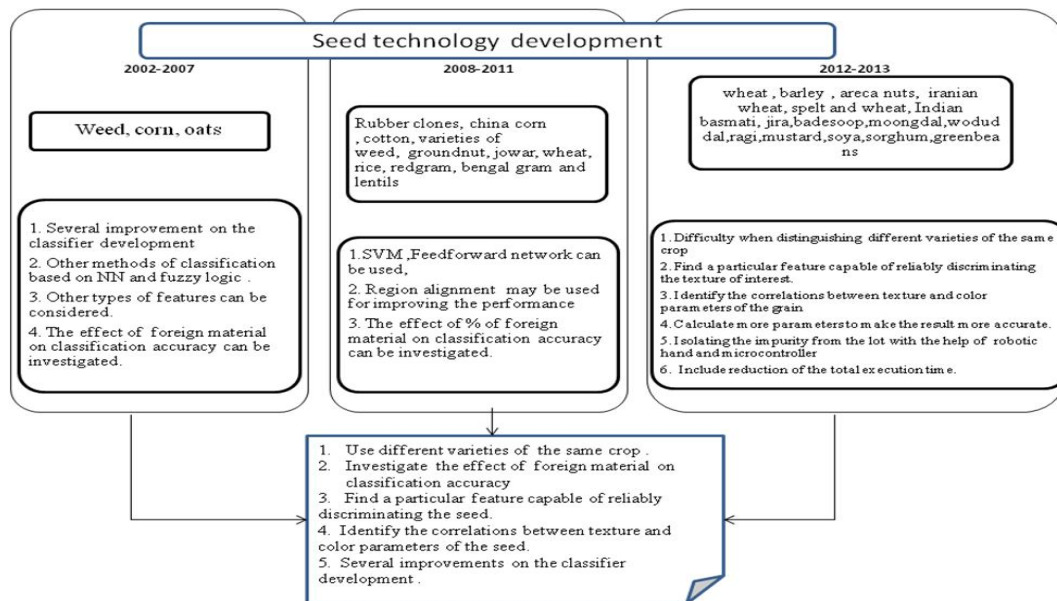 Seed technology development
2002-2007
Weed, corn, oats
1. Several improvement on the
classifier development
2. Other methods of classification
based on NN and fuzzy logic .
3. Other types of features can be
considered.
4. The effect of foreign material
on classification accuracy can be
investigated.
2008-2011
Rubber clones, china corn
, cotton, varieties of
weed, groundnut, jowar, wheat,
rice, redgram, bengal gram and
lentils
1.SVM ,Feedforward network can
be used,
2. Region alignment may be used
for improving the performance
3. The effect of % of foreign
material on classification accuracy
can be investigated.
2012-2013
wheat , barley , areca nuts, iranian
wheat, spelt and wheat, Indian
basmati, jira,badesoop,moongdal,wodud
dal,ragi,mustard,soya,sorghum,greenbea
ns
1. Difficulty when distinguishing different varieties of the same
crop
2. Find a particular feature capable of reliably discriminating
the texture of interest.
3. Identify the correlations between texture and color
parameters of the grain
4. Calculate more parameters to make the result more accurate.
5. Isolating the impurity from the lot with the help of robotic
hand and microcontroller
6. Include reduction of the total execution time.
1. Use different varieties of the same crop .
2. Investigate the effect of foreign material on
classification accuracy
3. Find a particular feature capable of reliably
discriminating the seed.
4. Identify the correlations between texture and
color parameters of the seed.
5. Several improvements on the classifier
development .